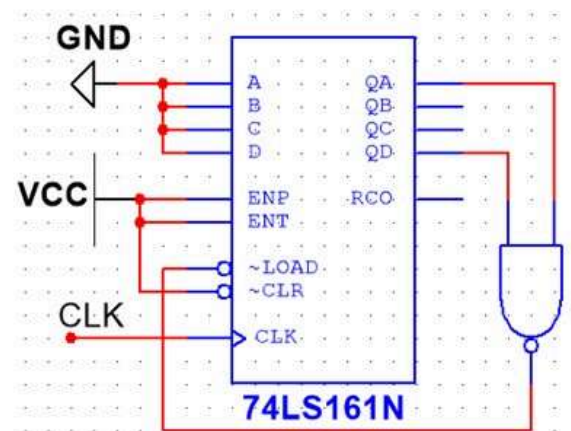 GND
A QA
B QB
C QC
D QD
VCC
ENP RCO
ENT
~LOAD
~CLR
CLK
CLK
74LS161N